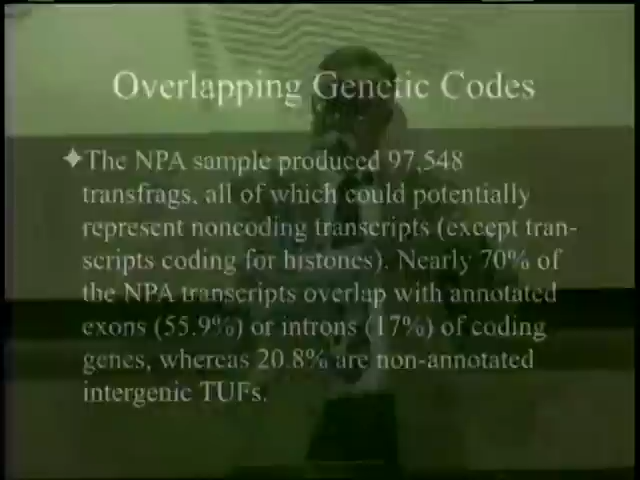 Overlapping Genetic Codes
✦The NPA sample produced 97,548
transfrags, all of which could potentially
represent noncoding transcripts (except tran-
scripts coding for histones). Nearly 70% of
the NPA transcripts overlap with annotated
exons (55.9%) or introns (17%) of coding
genes, whereas 20.8% are non-annotated
intergenic TUFs.